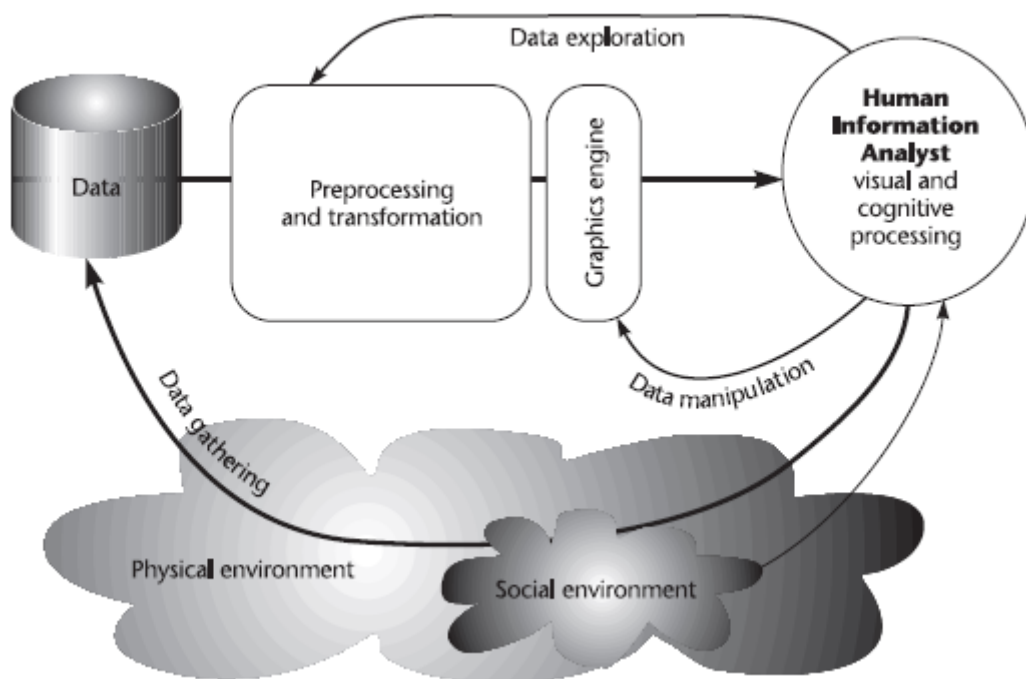 Data exploration
Human
Information
Analyst
visual and
cognitive
processing
Data
Preprocessing
and transformation
Graphics engine
Data manipulation
Data gathering
Physical environment
Social environment